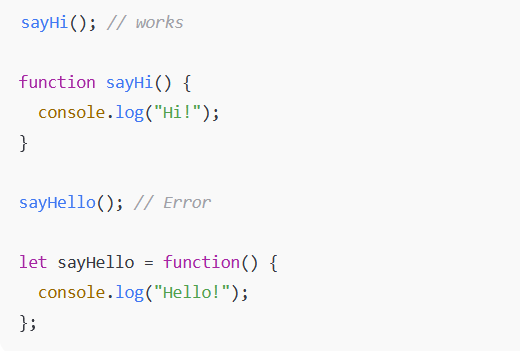 sayHi(); // works
function sayHi() {
  console.log("Hi!");
}
sayHello(); // Error
let sayHello = function() {
  console.log("Hello!");
};